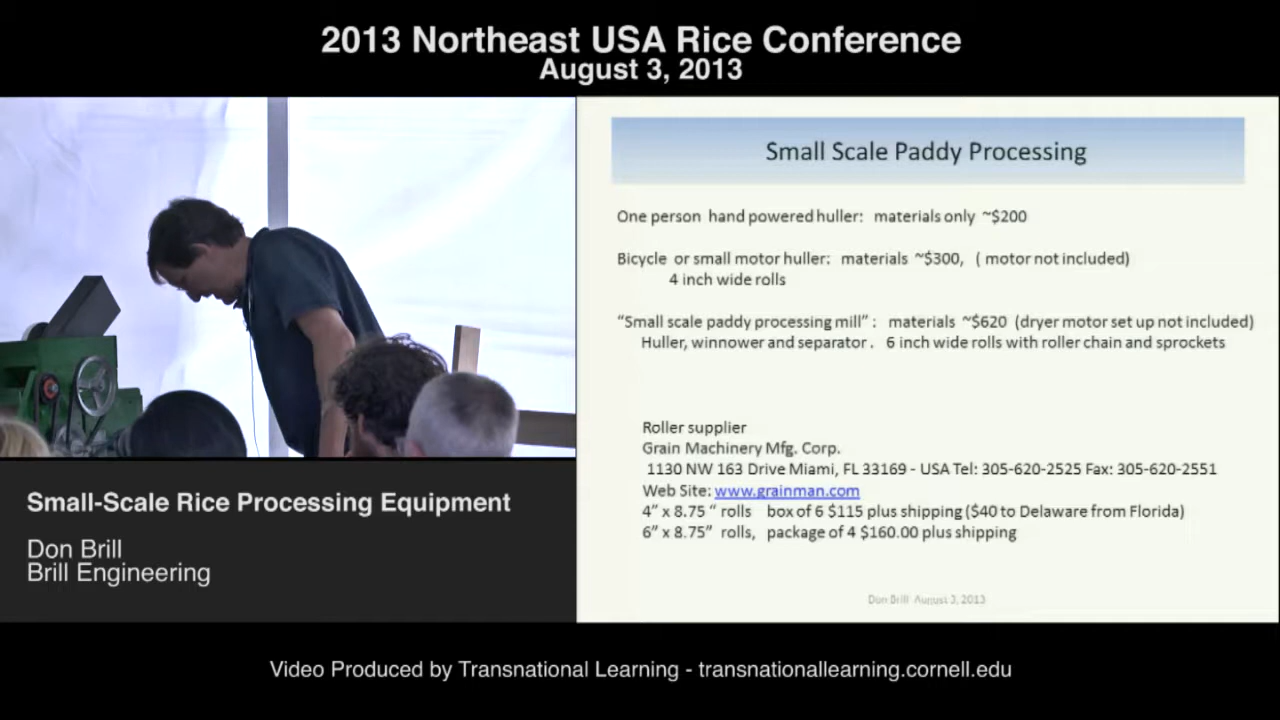 2013 Northeast USA Rice Conference
August 3, 2013
Small Scale Paddy Processing
One person hand powered huller: materials only ~$200
Bicycle or small motor huller: materials ~$300, ( motor not included)
4 inch wide rolls
“Small scale paddy processing mill” : materials ~$620 (dryer motor set up not included)
Huller, winnower and separator . 6 inch wide rolls with roller chain and sprockets
Roller supplier
Grain Machinery Mfg. Corp.
1130 NW 163 Drive Miami, FL 33169 - USA Tel: 305-620-2525 Fax: 305-620-2551
Web Site: www.grainman.com
4” x 8.75 “ rolls box of 6 $115 plus shipping ($40 to Delaware from Florida)
6” x 8.75” rolls, package of 4 $160.00 plus shipping
Don Brill August 3, 2013
Small-Scale Rice Processing Equipment
Don Brill
Brill Engineering
Video Produced by Transnational Learning - transnationallearning.cornell.edu